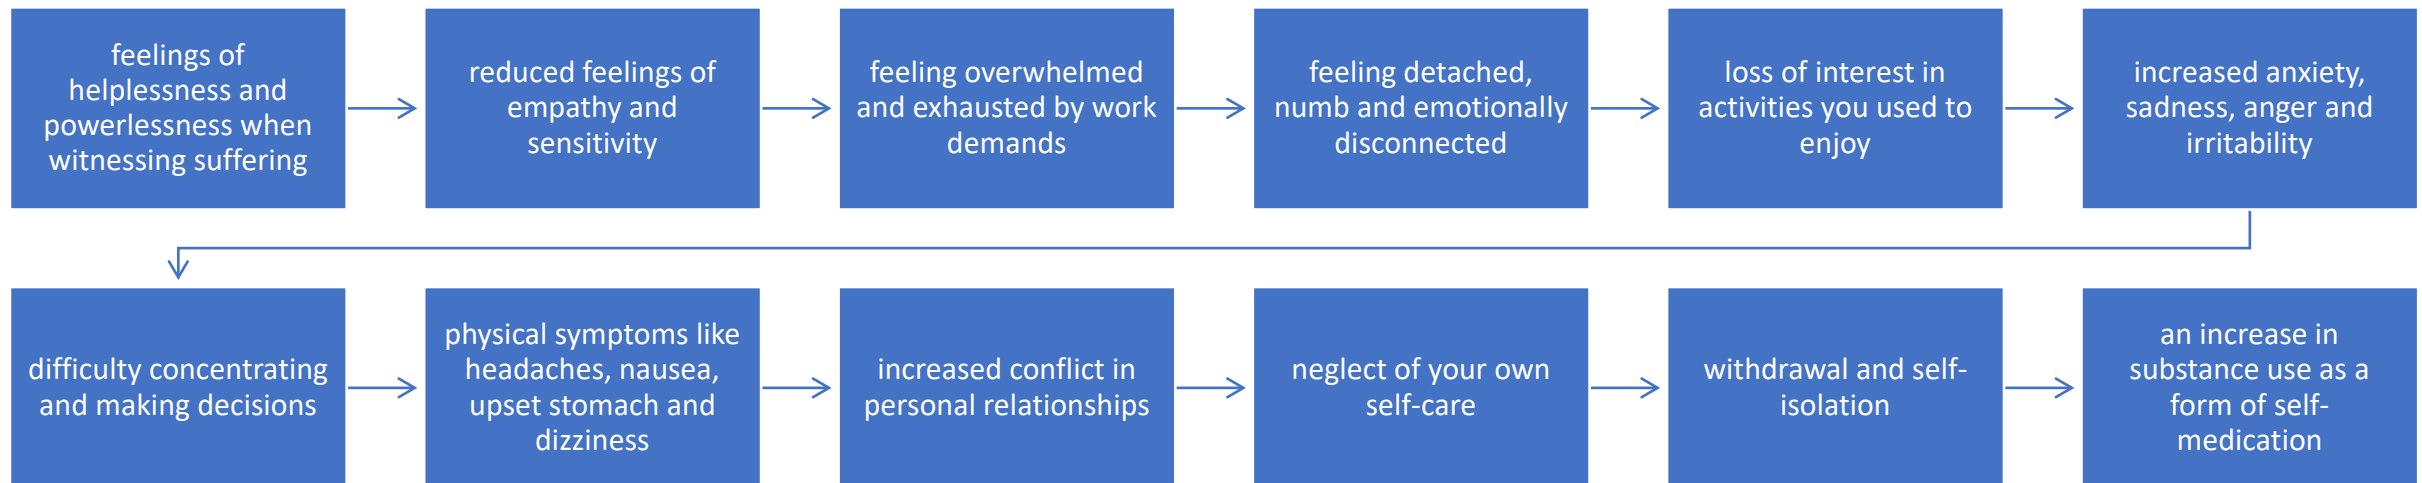 feelings of
helplessness and
powerlessness when
witnessing suffering
reduced feelings of
empathy and
sensitivity
feeling overwhelmed
and exhausted by work
demands
feeling detached,
numb and emotionally
disconnected
loss of interest in
activities you used to
enjoy
increased anxiety,
sadness, anger and
irritability
difficulty concentrating
and making decisions
physical symptoms like
headaches, nausea,
upset stomach and
dizziness
increased conflict in
personal relationships
neglect of your own
self-care
withdrawal and self-
isolation
an increase in
substance use as a
form of self-
medication